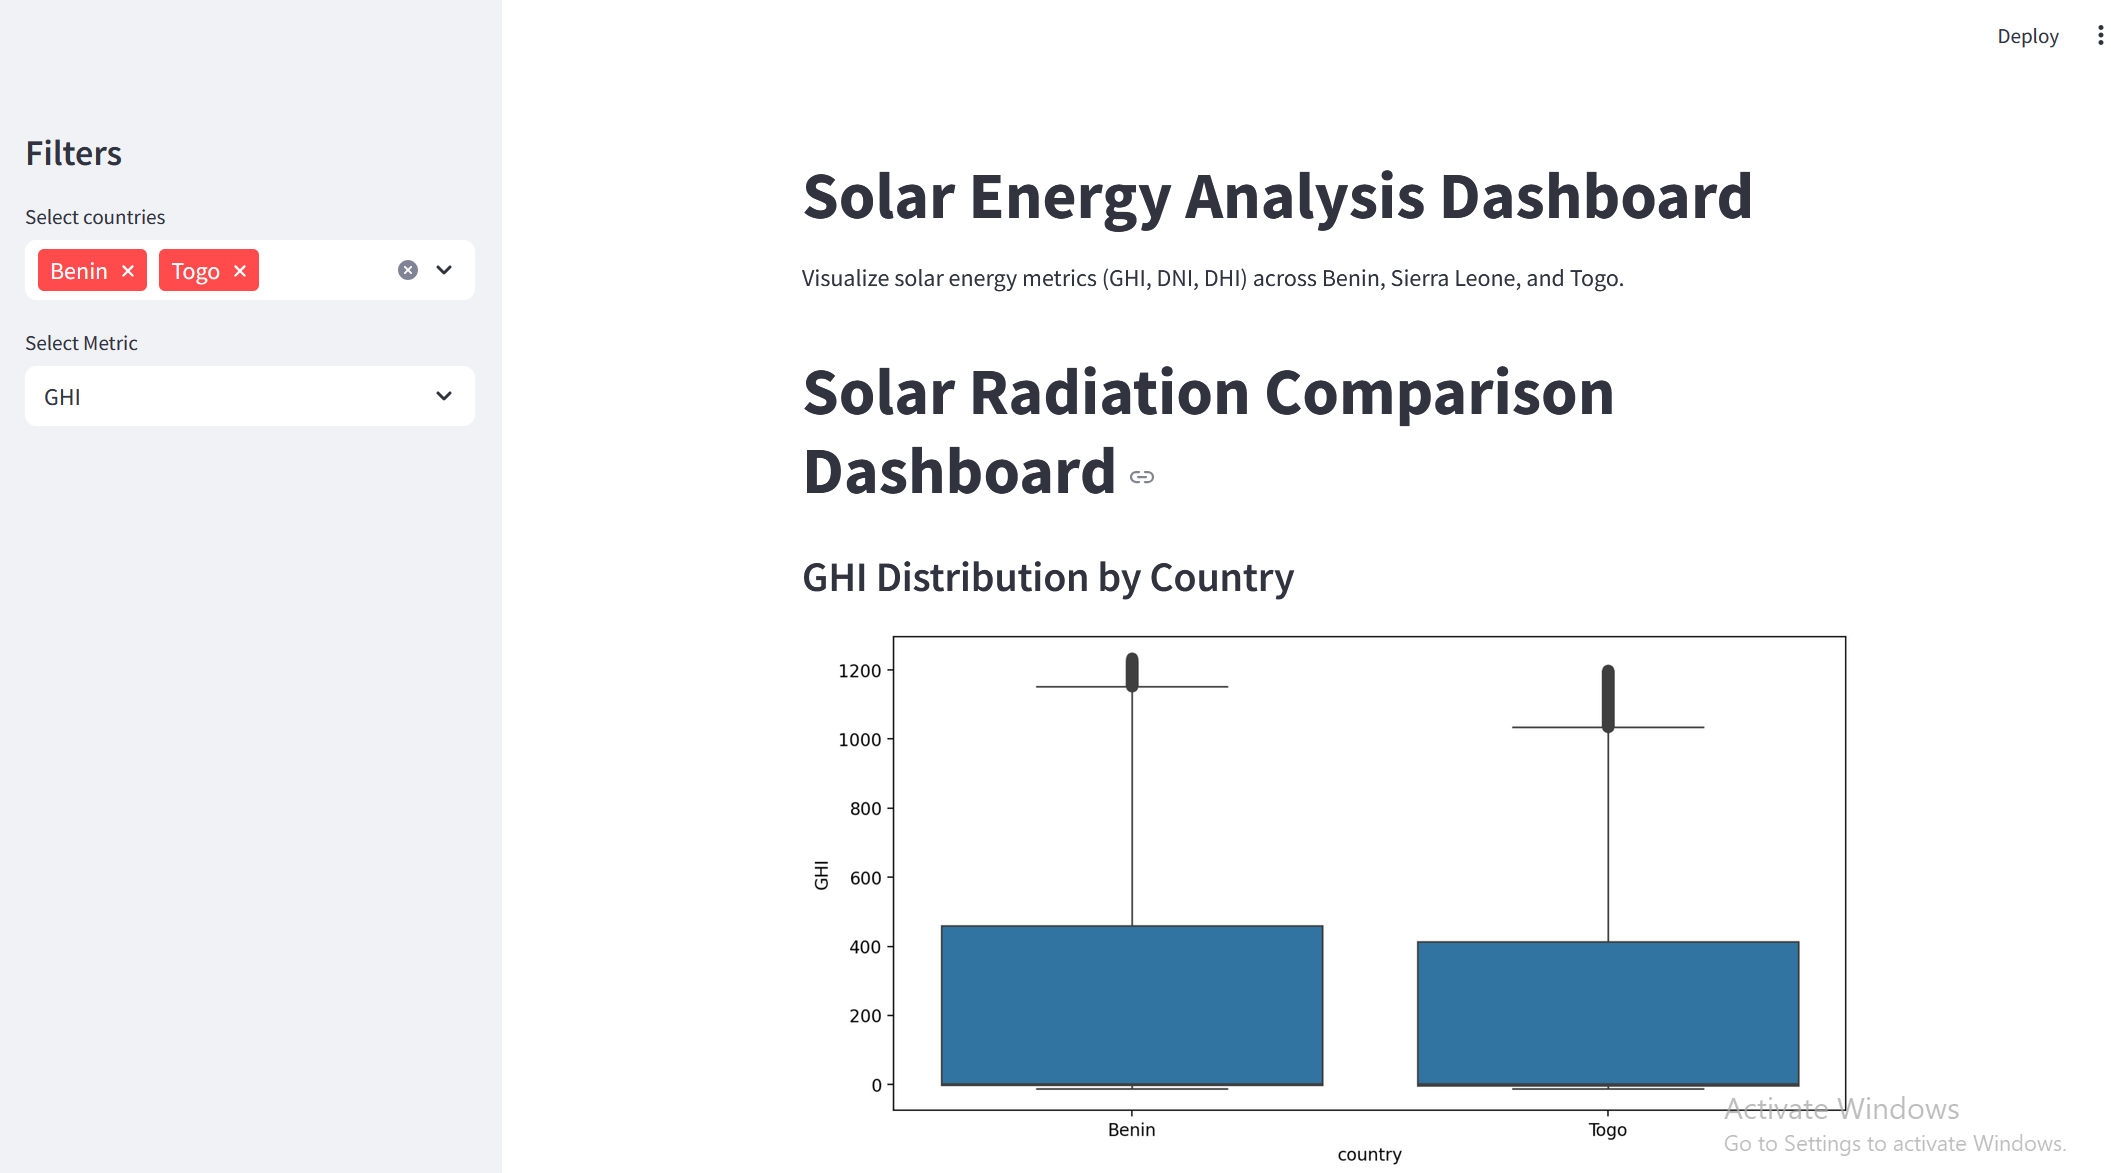 Deploy
Filters
Select countries
Benin
Togo
Select Metric
GHI
Solar Energy Analysis Dashboard
Visualize solar energy metrics (GHI, DNI, DHI) across Benin, Sierra Leone, and Togo.
Solar Radiation Comparison
Dashboard
GHI Distribution by Country
1200
1000
800
600
400
200
0
GHI
Benin
Togo
country
Activate Windows
Go to Settings to activate Windows.